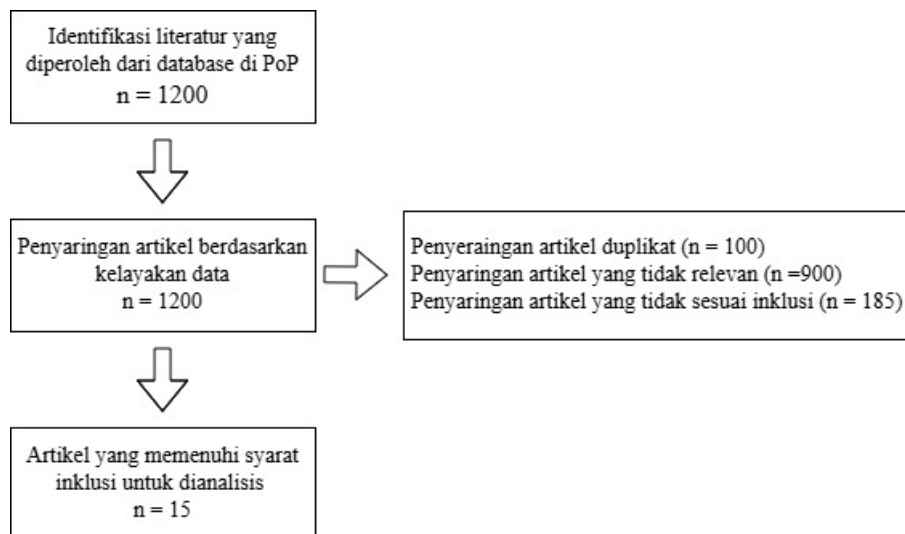 Identifikasi literatur yang
diperoleh dari database di PoP
n = 1200
Penyaringan artikel berdasarkan
kelayakan data
n = 1200
Penyeraingan artikel duplikat (n = 100)
Penyaringan artikel yang tidak relevan (n =900)
Penyaringan artikel yang tidak sesuai inklusi (n = 185)
Artikel yang memenuhi syarat
inklusi untuk dianalisis
n = 15